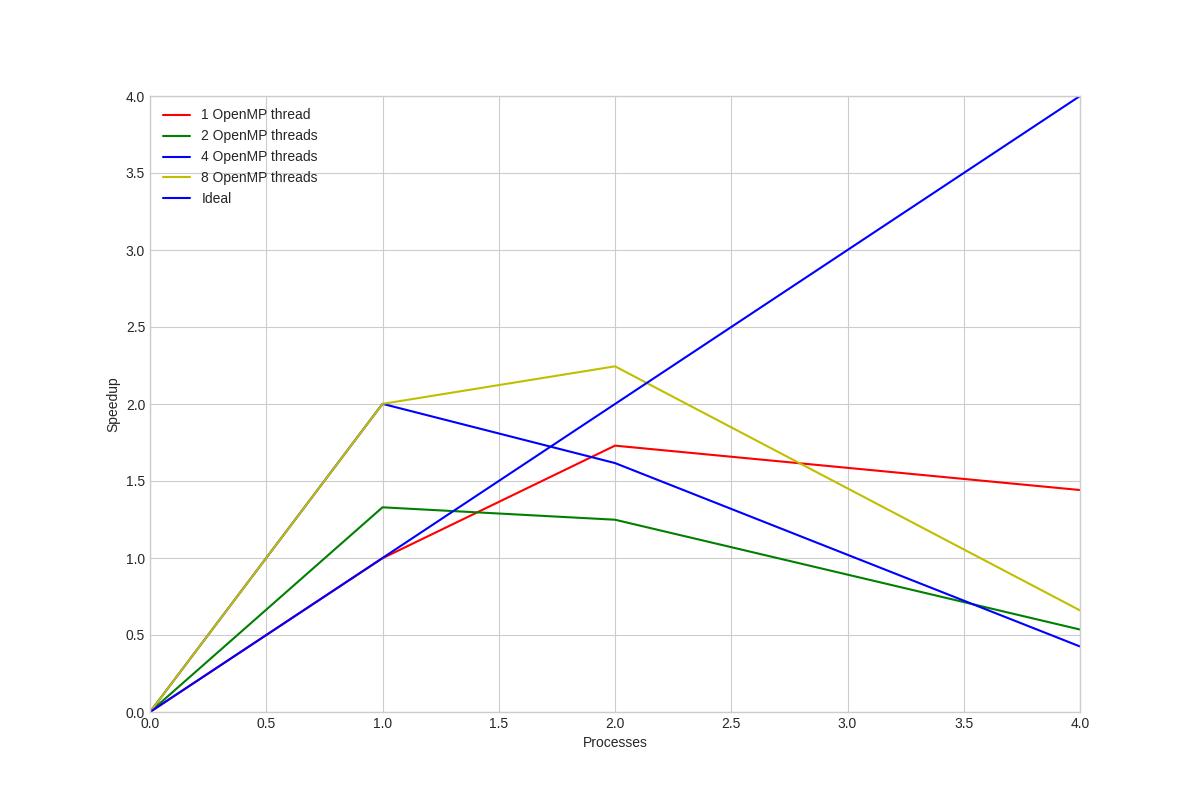 4.0
3.5
3.0
2.5
2.0
1.5
1.0
0.5
0.0
Speedup
1 OpenMP thread
2 OpenMP threads
4 OpenMP threads
8 OpenMP threads
Ideal
0.0 0.5 1.0 1.5 2.0 2.5 3.0 3.5 4.0
Processes